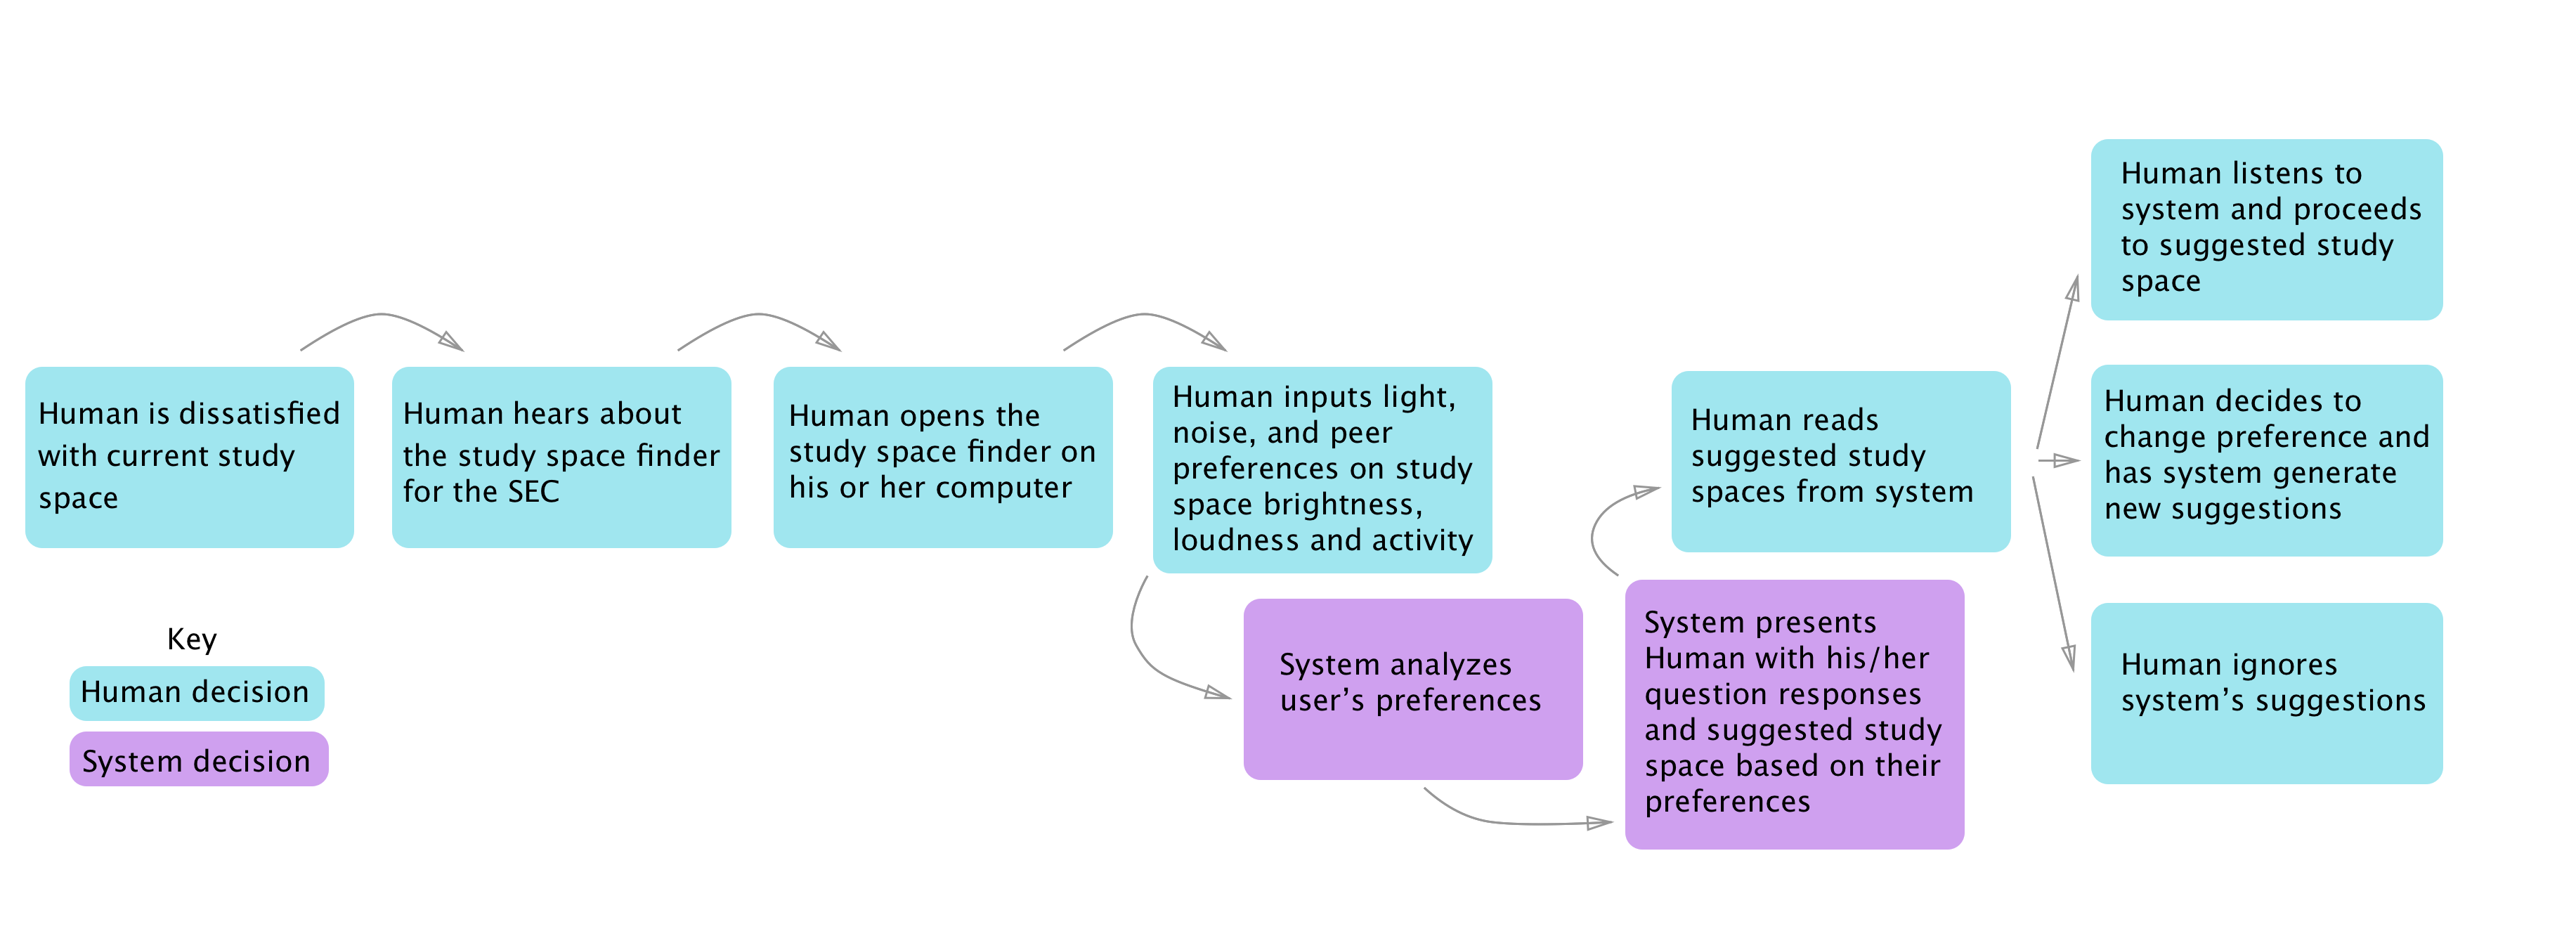 Human is dissatisfied
with current study
space
Human hears about
the study space finder
for the SEC
Human opens the
study space finder on
his or her computer
Human inputs light,
noise, and peer
preferences on study
space brightness,
loudness and activity
System analyzes
user’s preferences
System presents
Human with his/her
question responses
and suggested study
space based on their
preferences
Human reads
suggested study
spaces from system
Human listens to
system and proceeds
to suggested study
space
Human decides to
change preference and
has system generate
new suggestions
Human ignores
system’s suggestions
Key
Human decision
System decision